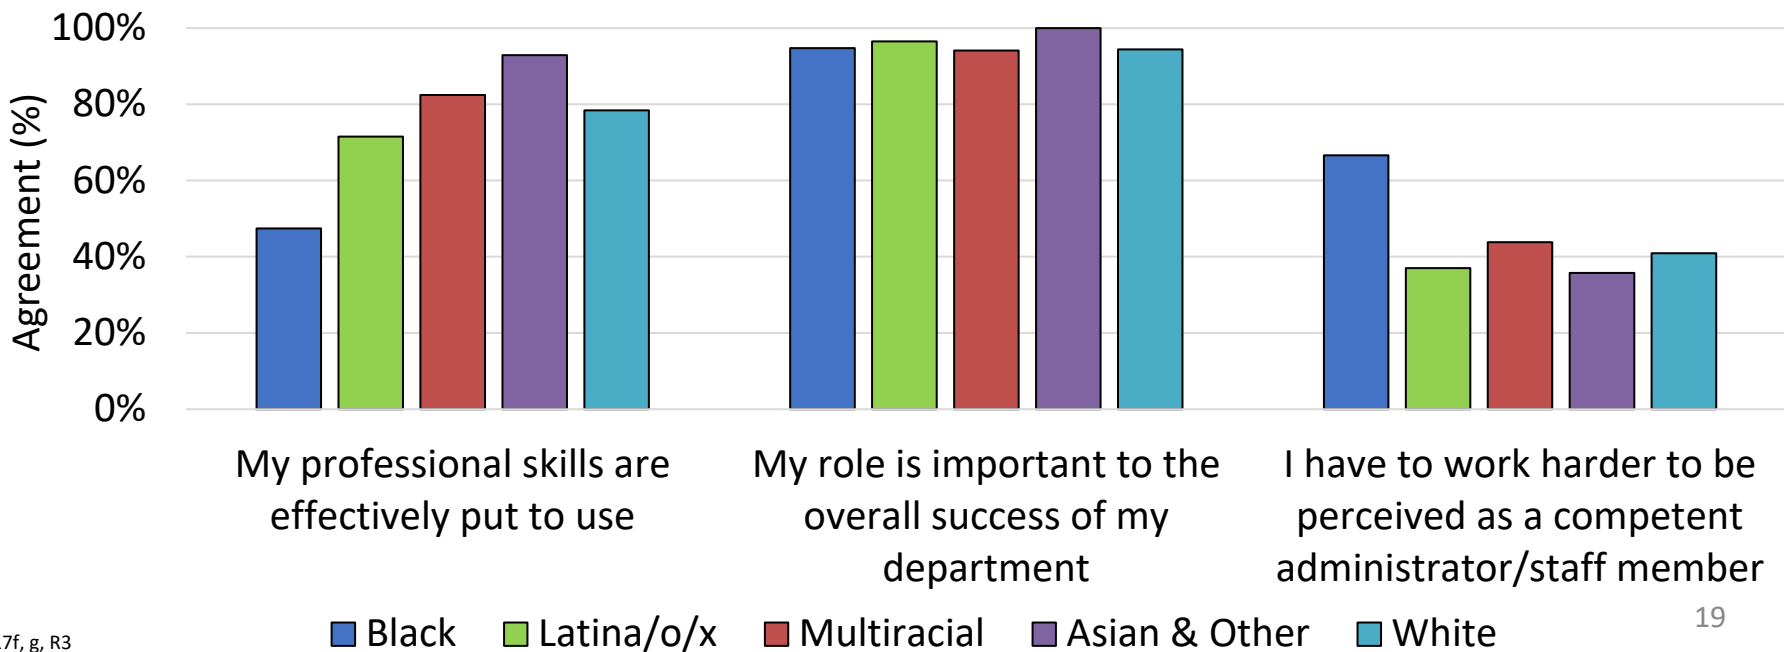 Agreement (%)
100%
80%
60%
40%
20%
0%
My professional skills are
effectively put to use
My role is important to the
overall success of my
department
I have to work harder to be
perceived as a competent
administrator/staff member
Black Latina/o/x Multiracial Asian & Other White
19
7f, g, R3